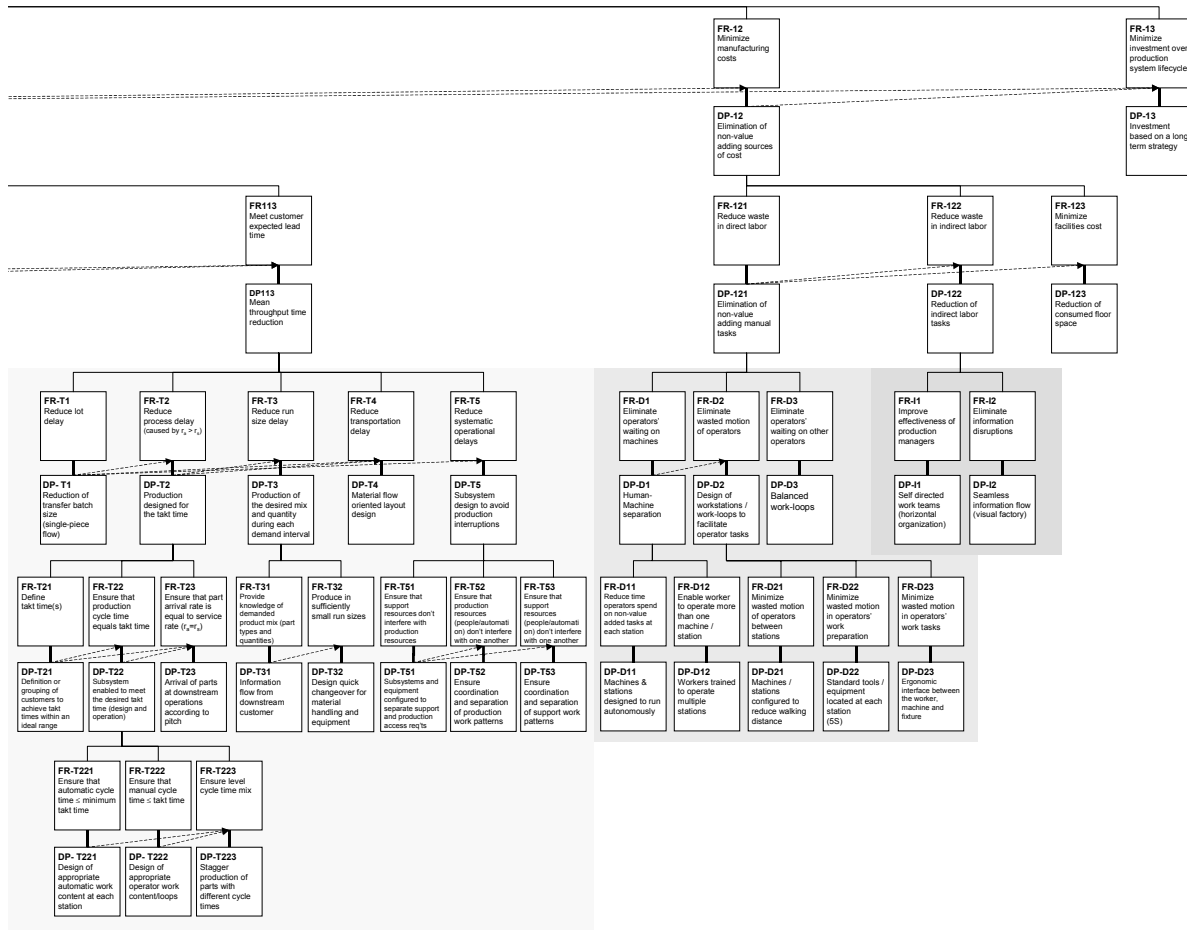 FR-12
Minimize
manufacturing
costs
FR-13
Minimize
investment over
production
system lifecycle
DP-12
Elimination of
non-value
adding sources
of cost
DP-13
Investment
based on a long
term strategy
FR113
Meet customer
expected lead
time
FR-121
Reduce waste
in direct labor
FR-122
Reduce waste
in indirect labor
FR-123
Minimize
facilities cost
DP113
Mean
throughput time
reduction
DP-121
Elimination of
non-value
adding manual
tasks
DP-122
Reduction of
indirect labor
tasks
DP-123
Reduction of
consumed floor
space
FR-T1
Reduce lot
delay
FR-T2
Reduce
process delay
(caused by rₐ > rₛ)
FR-T3
Reduce run
size delay
FR-T4
Reduce
transportation
delay
FR-T5
Reduce
systematic
operational
delays
FR-D1
Eliminate
operators'
waiting on
machines
FR-D2
Eliminate
wasted motion
of operators
FR-D3
Eliminate
operators'
waiting on other
operators
FR-I1
Improve
effectiveness of
production
managers
FR-I2
Eliminate
information
disruptions
DP- T1
Reduction of
transfer batch
size
(single-piece
flow)
DP-T2
Production
designed for
the takt time
DP-T3
Production of
the desired mix
and quantity
during each
demand interval
DP-T4
Material flow
oriented layout
design
DP-T5
Subsystem
design to avoid
production
interruptions
DP-D1
Human-
Machine
separation
DP-D2
Design of
workstations /
work-loops to
facilitate
operator tasks
DP-D3
Balanced
work-loops
DP-I1
Self directed
work teams
(horizontal
organization)
DP-I2
Seamless
information flow
(visual factory)
FR-T21
Define
takt time(s)
FR-T22
Ensure that
production
cycle time
equals takt time
FR-T23
Ensure that part
arrival rate is
equal to service
rate (rₐ=rₛ)
FR-T31
Provide
knowledge of
demanded
product mix (part
types and
quantities)
FR-T32
Produce in
sufficiently
small run sizes
FR-T51
Ensure that
support
resources don't
interfere with
production
resources
FR-T52
Ensure that
production
resources
(people/automati
on) don't interfere
with one another
FR-T53
Ensure that
support
resources
(people/automati
on) don't interfere
with one another
FR-D11
Reduce time
operators spend
on non-value
added tasks at
each station
FR-D12
Enable worker
to operate more
than one
machine /
station
FR-D21
Minimize
wasted motion
of operators
between
stations
FR-D22
Minimize
wasted motion
in operators'
work
preparation
FR-D23
Minimize
wasted motion
in operators'
work tasks
DP-T21
Definition or
grouping of
customers to
achieve takt
times within an
ideal range
DP-T22
Subsystem
enabled to meet
the desired takt
time (design and
operation)
DP-T23
Arrival of parts
at downstream
operations
according to
pitch
DP-T31
Information
flow from
downstream
customer
DP-T32
Design quick
changeover for
material
handling and
equipment
DP-T51
Subsystems and
equipment
configured to
separate support
and production
access req'ts
DP-T52
Ensure
coordination
and separation
of production
work patterns
DP-T53
Ensure
coordination
and separation
of support work
patterns
DP-D11
Machines &
stations
designed to run
autonomously
DP-D12
Workers trained
to operate
multiple
stations
DP-D21
Machines /
stations
configured to
reduce walking
distance
DP-D22
Standard tools /
equipment
located at each
station
(5S)
DP-D23
Ergonomic
interface between
the worker,
machine and
fixture
FR-T221
Ensure that
automatic cycle
time ≤ minimum
takt time
FR-T222
Ensure that
manual cycle
time ≤ takt time
FR-T223
Ensure level
cycle time mix
DP- T221
Design of
appropriate
automatic work
content at each
station
DP- T222
Design of
appropriate
operator work
content/loops
DP-T223
Stagger
production of
parts with
different cycle
times